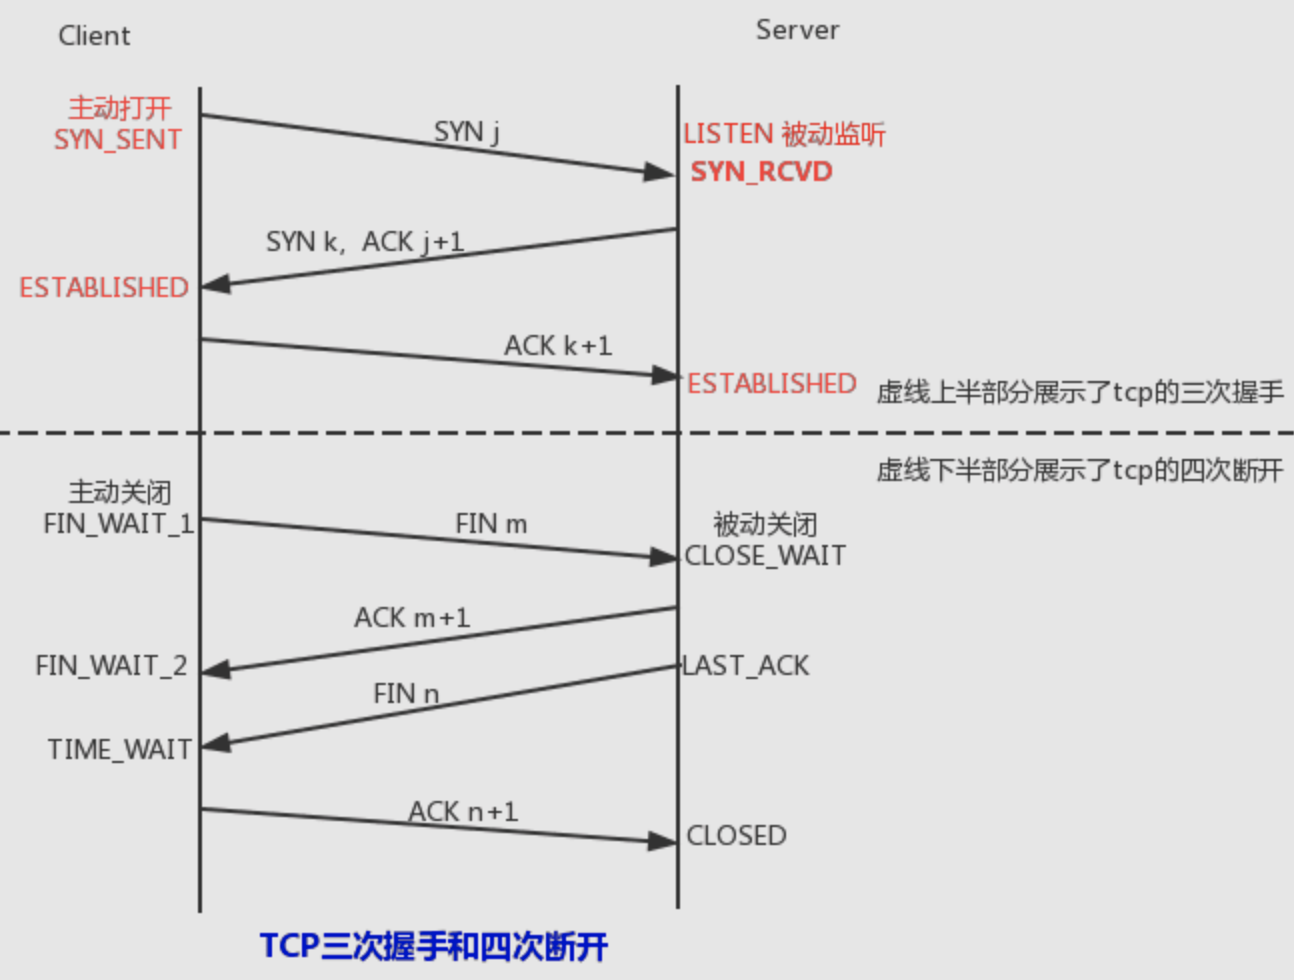 Client
Server
主动打开
SYN_SENT
SYN j
LISTEN 被动监听
SYN_RCVD
SYN k, ACK j+1
ESTABLISHED
ACK k+1
ESTABLISHED
虚线上半部分展示了tcp的三次握手
虚线下半部分展示了tcp的四次断开
主动关闭
FIN_WAIT_1
FIN m
被动关闭
CLOSE_WAIT
ACK m+1
FIN_WAIT_2
LAST_ACK
FIN n
TIME_WAIT
ACK n+1
CLOSED
TCP三次握手和四次断开